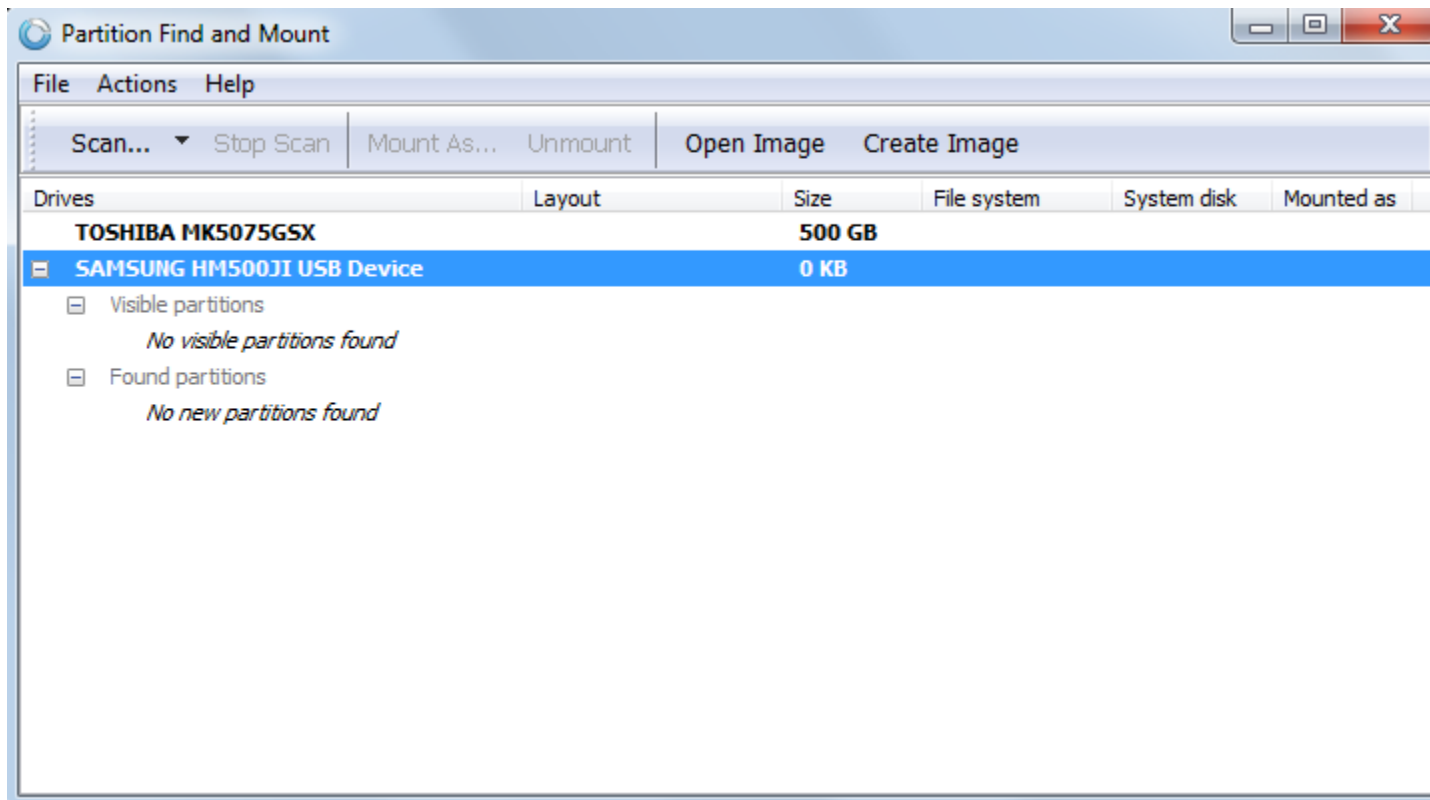 Partition Find and Mount
File Actions Help
Scan... Stop Scan Mount As... Unmount Open Image Create Image
Drives Layout Size File system System disk Mounted as
TOSHIBA MK5075GSX 500 GB
SAMSUNG HM500JI USB Device 0 KB
Visible partitions
No visible partitions found
Found partitions
No new partitions found